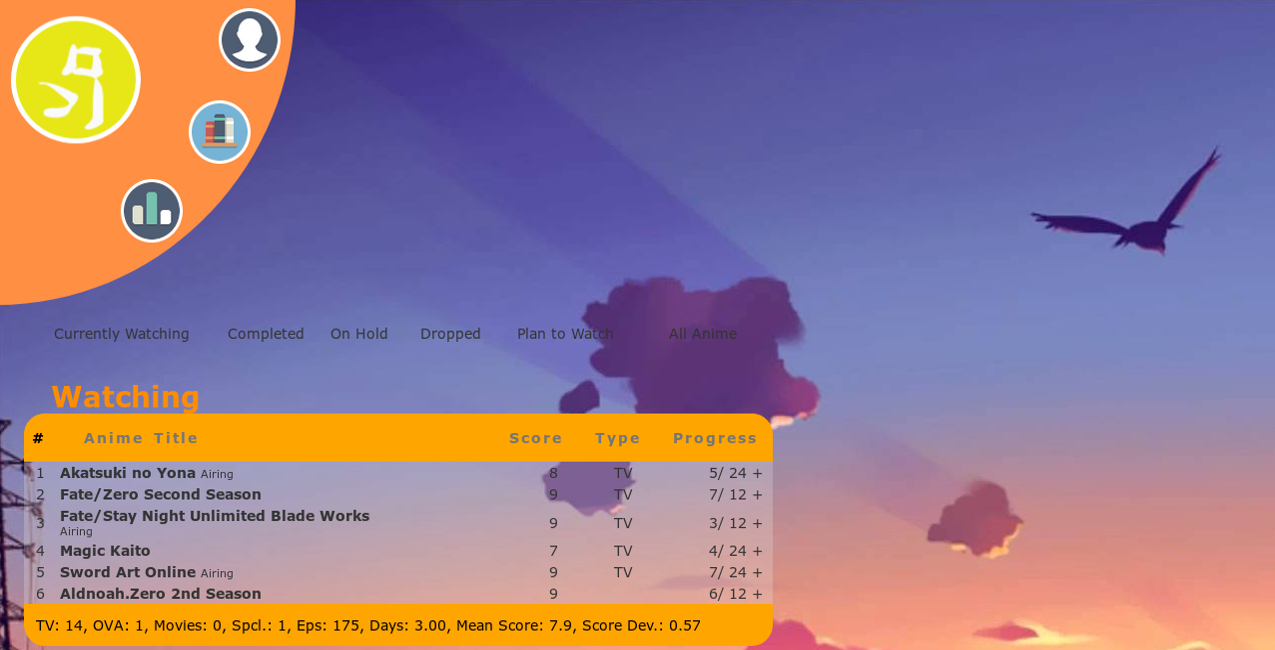 Currently Watching Completed On Hold Dropped Plan to Watch All Anime
Watching
# Anime Title Score Type Progress
1 Akatsuki no Yona Airing 8 TV 5/ 24 +
2 Fate/Zero Second Season 9 TV 7/ 12 +
3 Fate/Stay Night Unlimited Blade Works 9 TV 3/ 12 +
Airing
4 Magic Kaito 7 TV 4/ 24 +
5 Sword Art Online Airing 9 TV 7/ 24 +
6 Aldnoah.Zero 2nd Season 9 6/ 12 +
TV: 14, OVA: 1, Movies: 0, Spcl.: 1, Eps: 175, Days: 3.00, Mean Score: 7.9, Score Dev.: 0.57